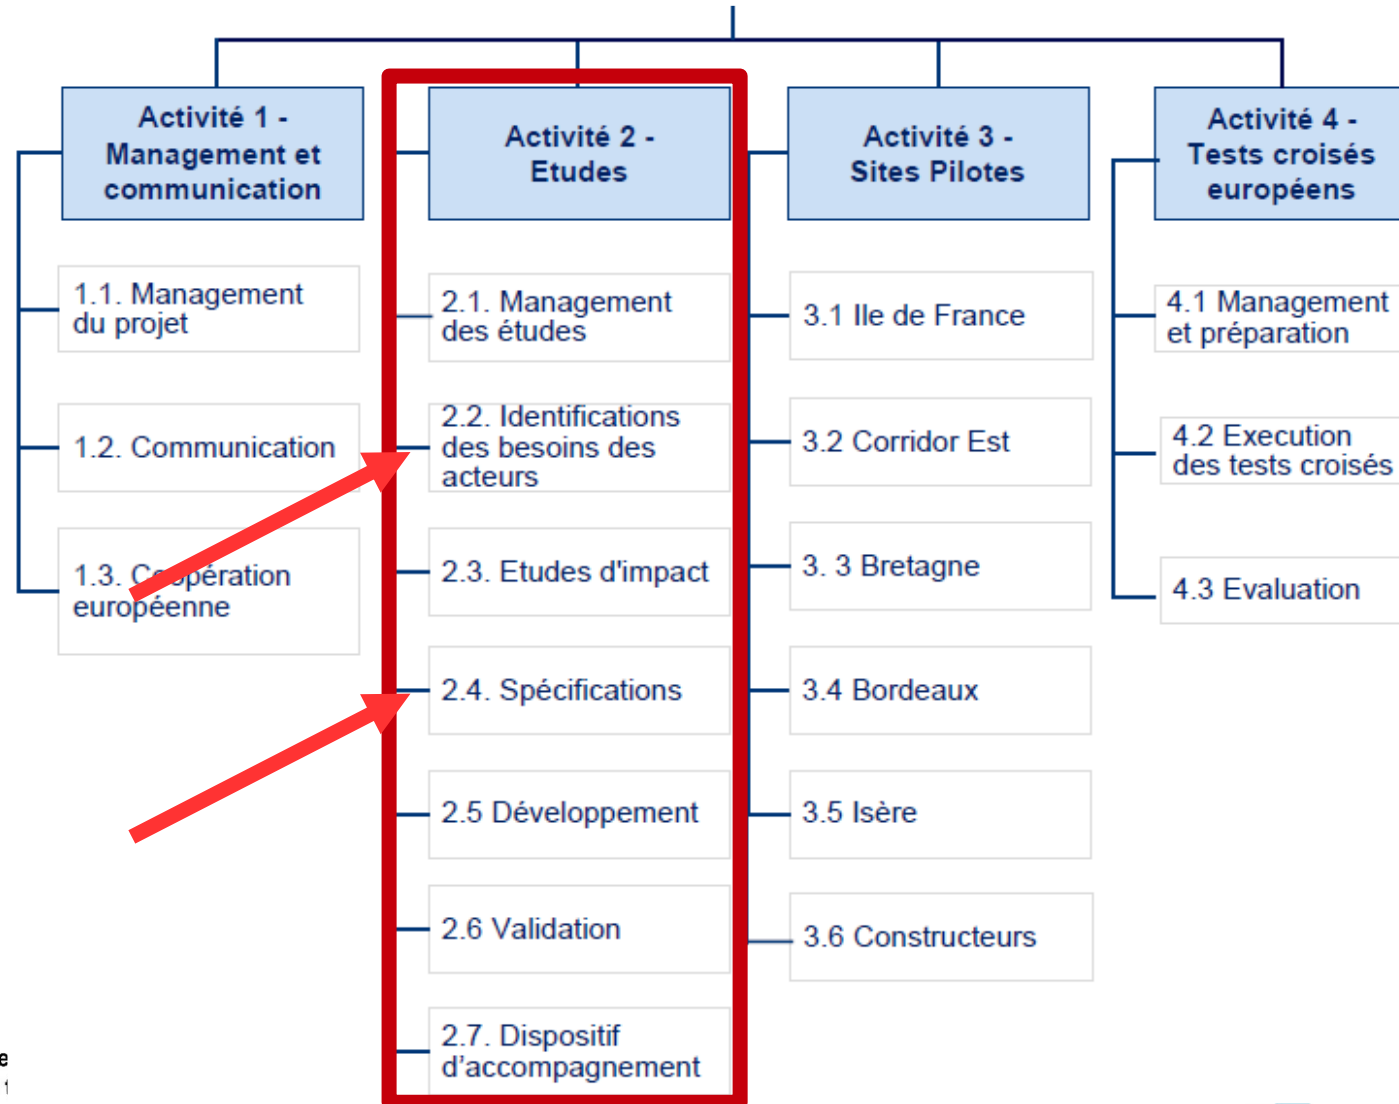 Activité 1 -
Management et
communication
1.1. Management
du projet
1.2. Communication
1.3. Coopération
européenne
Activité 2 -
Etudes
2.1. Management
des études
2.2. Identifications
des besoins des
acteurs
2.3. Etudes d'impact
2.4. Spécifications
2.5 Développement
2.6 Validation
2.7. Dispositif
d'accompagnement
Activité 3 -
Sites Pilotes
3.1 Ile de France
3.2 Corridor Est
3. 3 Bretagne
3.4 Bordeaux
3.5 Isère
3.6 Constructeurs
Activité 4 -
Tests croisés
européens
4.1 Management
et préparation
4.2 Execution
des tests croisés
4.3 Evaluation